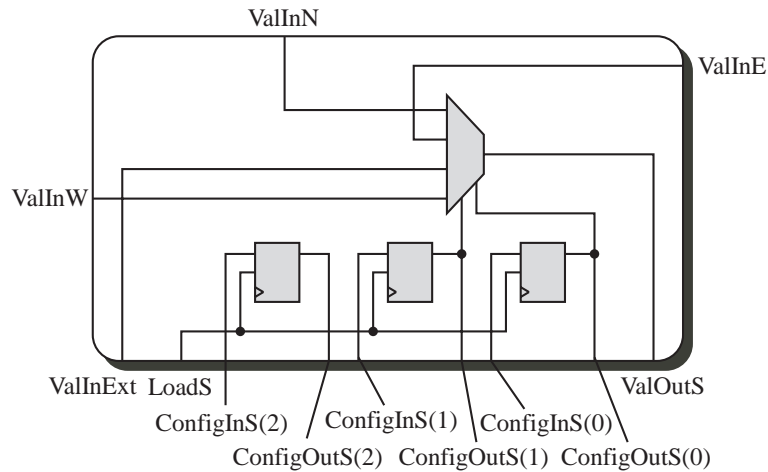 ValInN
ValInE
ValInW
ValInExt LoadS ValOutS
ConfigInS(2) ConfigInS(1) ConfigInS(0)
ConfigOutS(2) ConfigOutS(1) ConfigOutS(0)